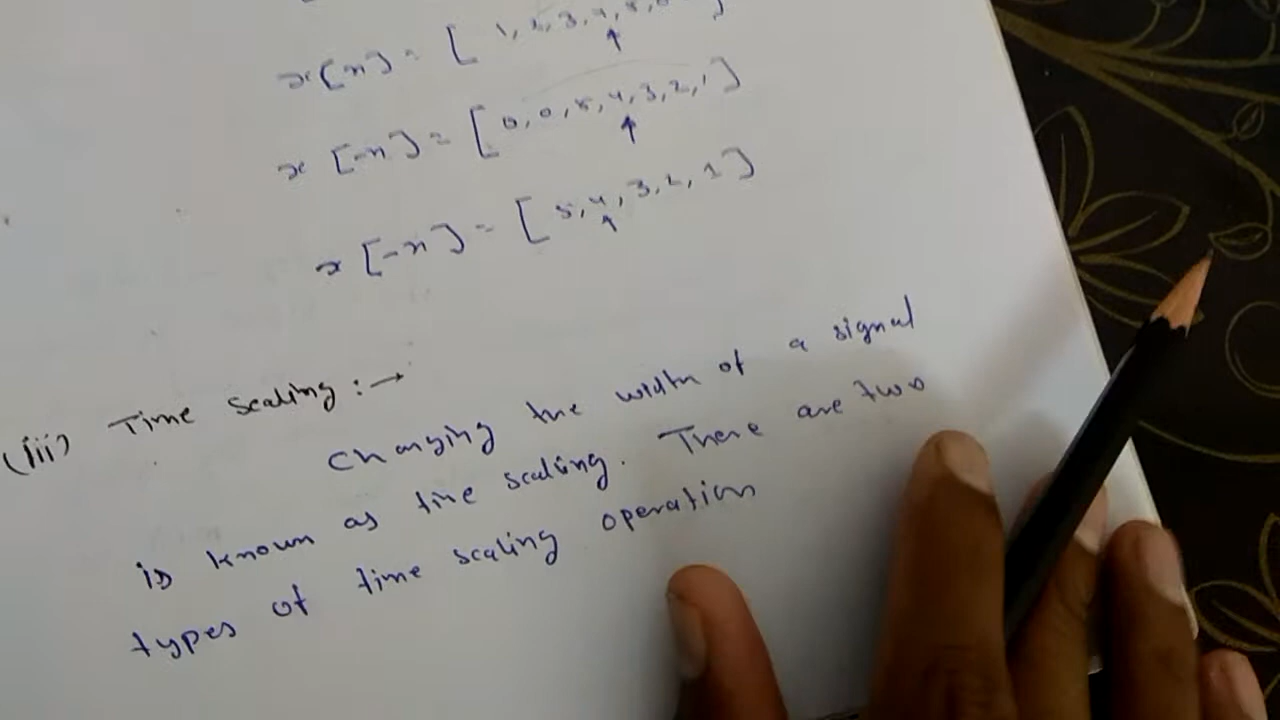 x[n] = [ 1, 2, 3, 4, 5, 0
↑
x[-n] = [ 0, 0, 5, 4, 3, 2, 1 ]
↑
x[-n] = [ 5, 4, 3, 2, 1 ]
↑
(iii) Time scaling :→
changing the width of a signal
is known as time scaling. There are two
types of time scaling operation